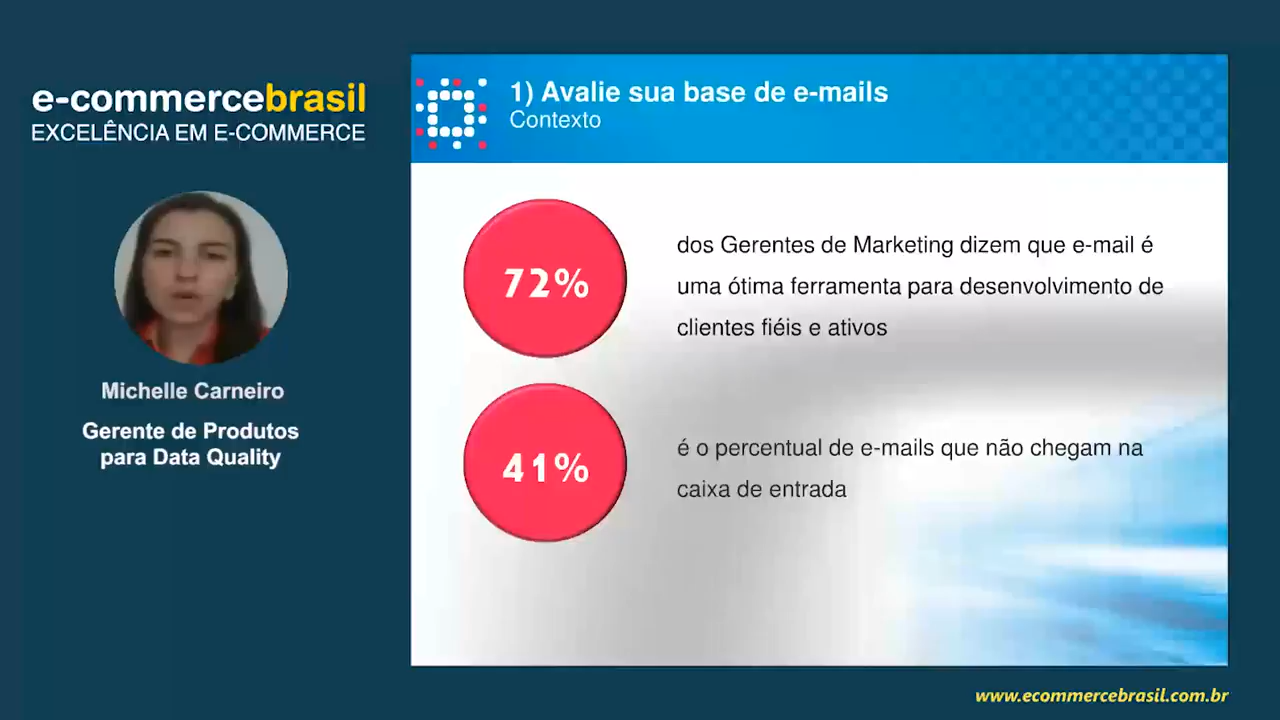 e-commercebrasil
EXCELÊNCIA EM E-COMMERCE
Michelle Carneiro
Gerente de Produtos
para Data Quality
1) Avalie sua base de e-mails
Contexto
72%
dos Gerentes de Marketing dizem que e-mail é
uma ótima ferramenta para desenvolvimento de
clientes fiéis e ativos
41%
é o percentual de e-mails que não chegam na
caixa de entrada
www.ecommercebrasil.com.br